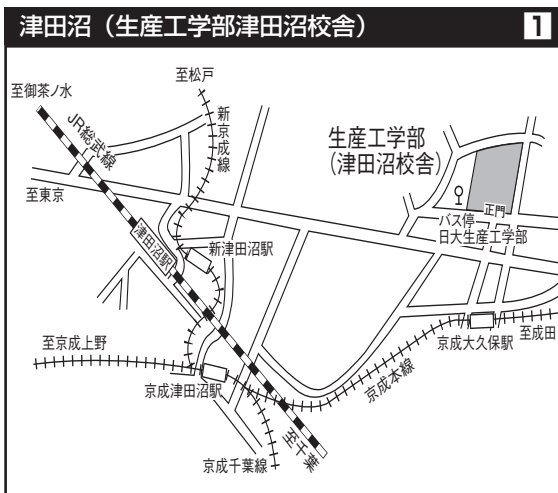 津田沼（生産工学部津田沼校舎）
1
至松戸
至御茶ノ水
JR総武線
新京成線
生産工学部
（津田沼校舎）
至東京
正門
バス停
日大生産工学部
津田沼駅
新津田沼駅
至京成上野
至成田
京成大久保駅
京成津田沼駅
京成本線
京成千葉線
至千葉